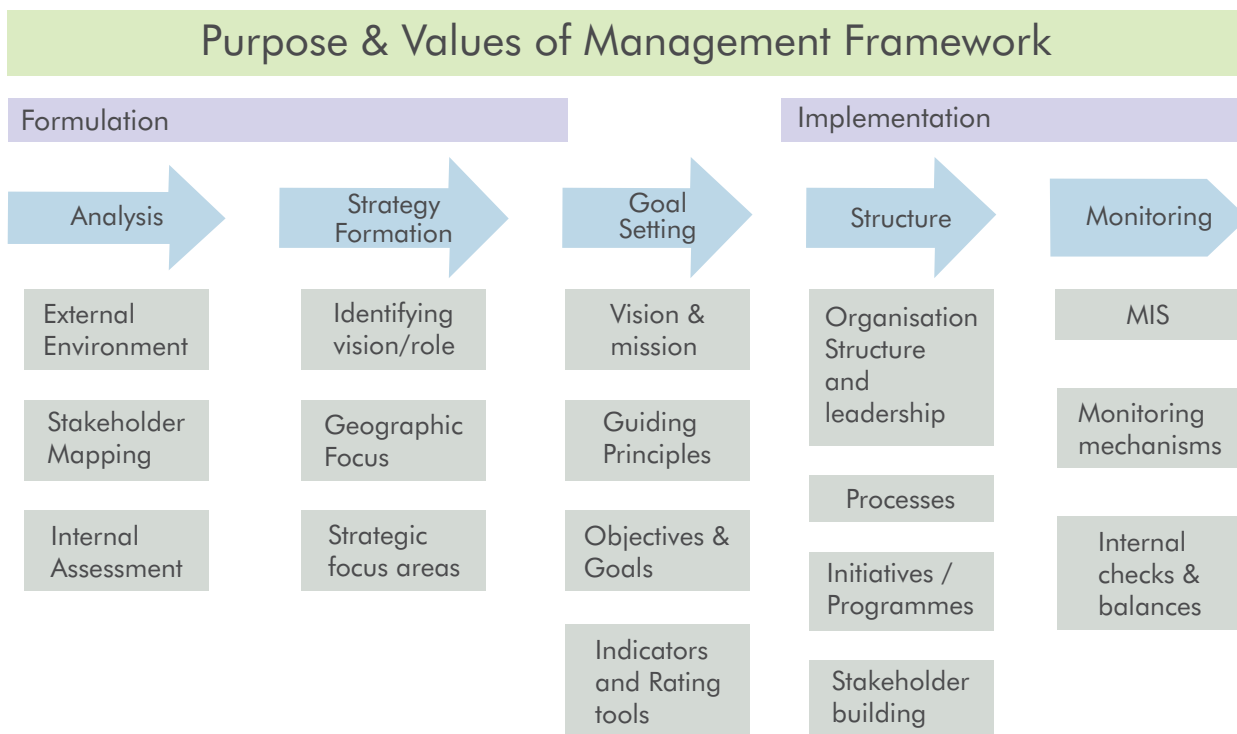 Purpose & Values of Management Framework
Formulation
Implementation
Analysis
Strategy
Formation
Goal
Setting
Structure
Monitoring
External
Environment
Stakeholder
Mapping
Internal
Assessment
Identifying
vision/role
Geographic
Focus
Strategic
focus areas
Vision &
mission
Guiding
Principles
Objectives &
Goals
Indicators
and Rating
tools
Organisation
Structure
and
leadership
Processes
Initiatives /
Programmes
Stakeholder
building
MIS
Monitoring
mechanisms
Internal
checks &
balances